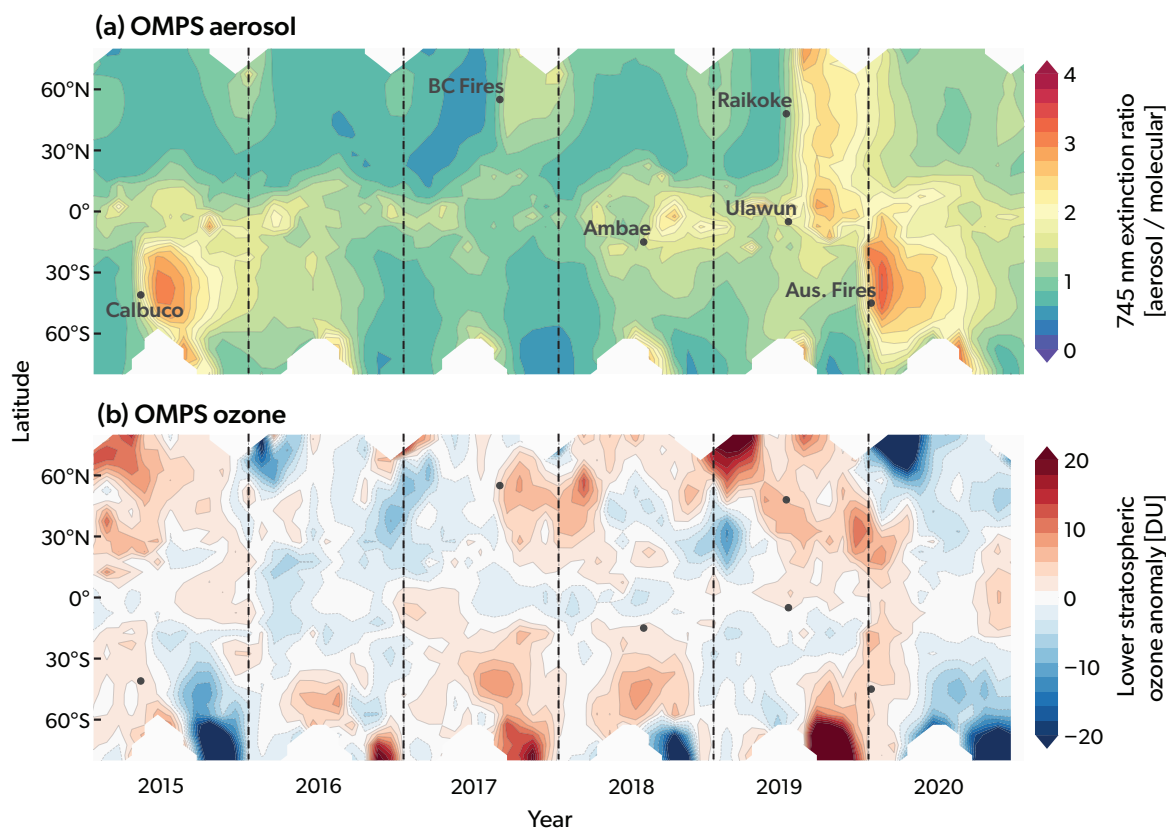 (a) OMPS aerosol
60°N
30°N
0°
30°S
60°S
BC Fires
Raikoke
Ulawun
Ambae
Aus. Fires
Calbuco
4
3
2
1
0
745 nm extinction ratio
[aerosol / molecular]
Latitude
(b) OMPS ozone
60°N
30°N
0°
30°S
60°S
20
10
0
−10
−20
Lower stratospheric
ozone anomaly [DU]
2015
2016
2017
2018
2019
2020
Year